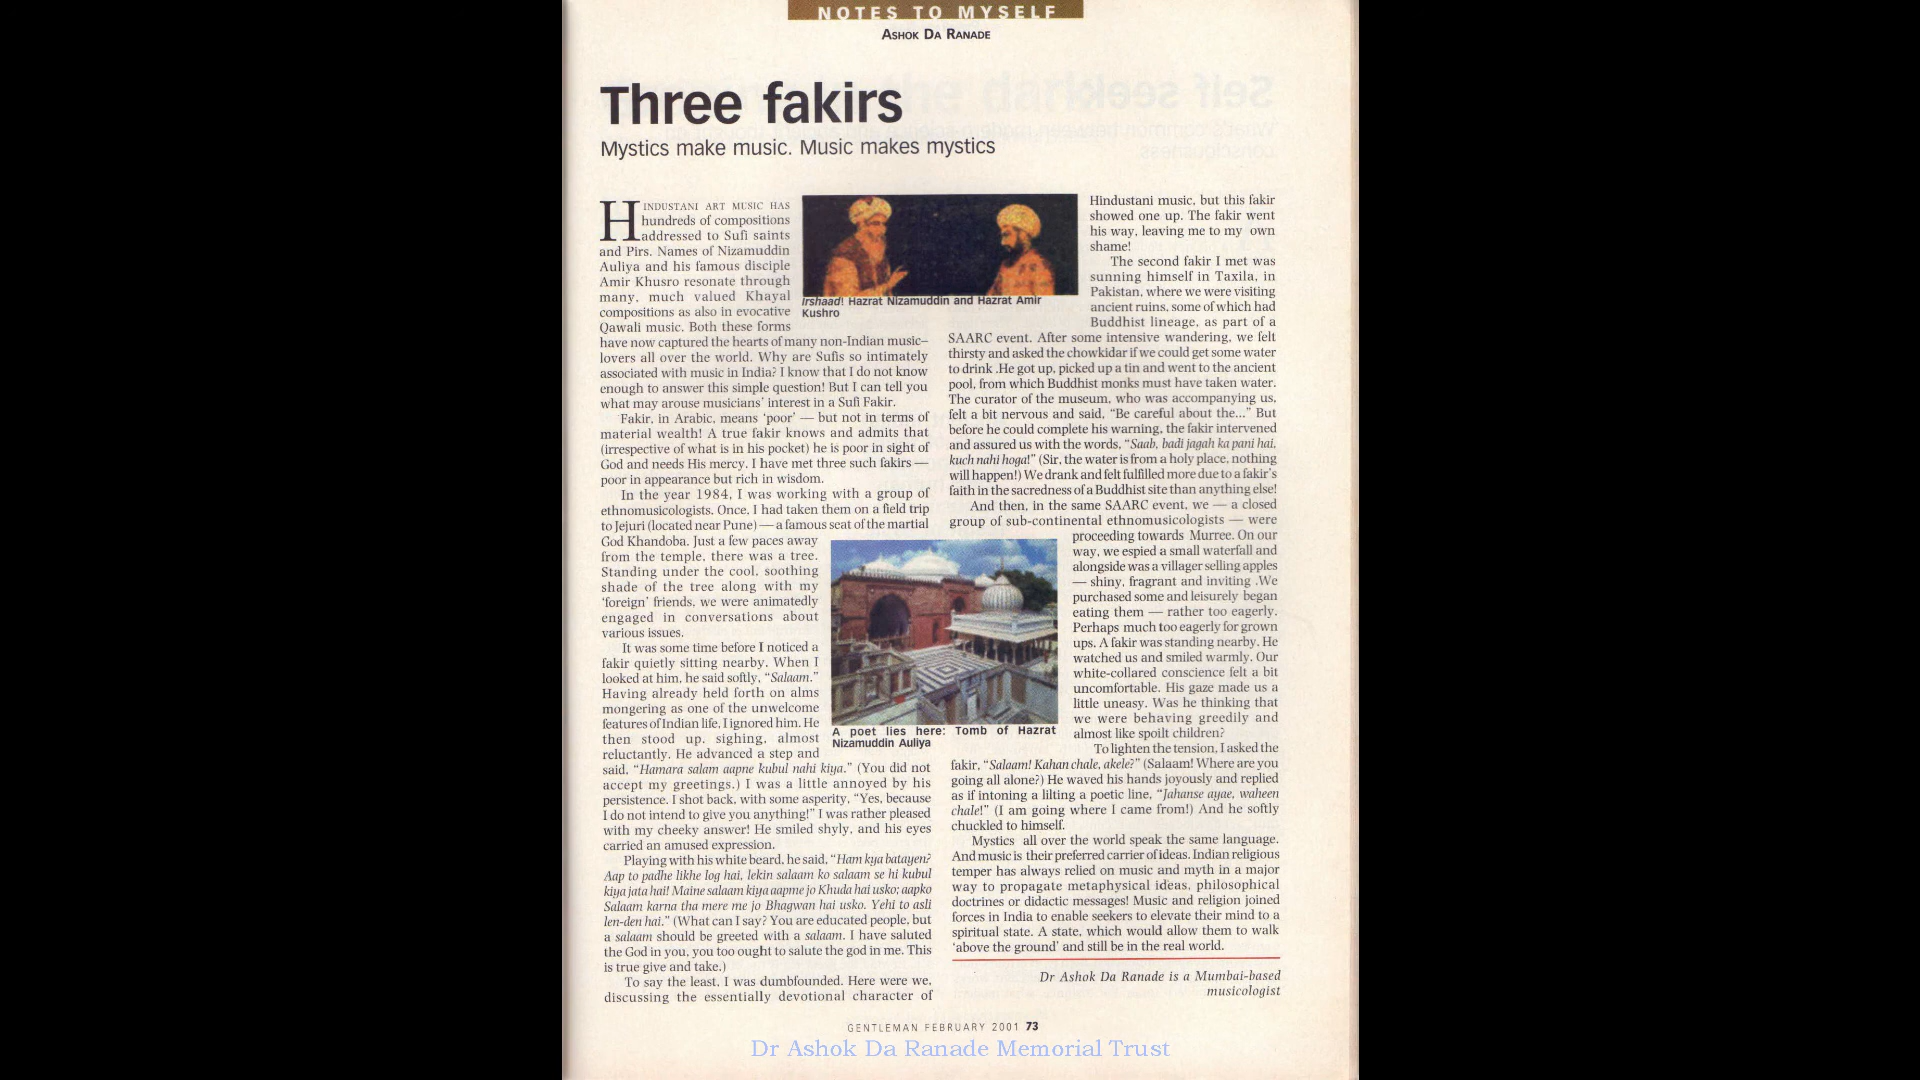 NOTES TO MYSELF
ASHOK DA RANADE
Three fakirs
Mystics make music. Music makes mystics
HINDUSTANI ART MUSIC HAS
hundreds of compositions
addressed to Sufi saints
and Pirs. Names of Nizamuddin
Auliya and his famous disciple
Amir Khusro resonate through
many, much valued Khayal
compositions as also in evocative
Qawali music. Both these forms
have now captured the hearts of many non-Indian music–
lovers all over the world. Why are Sufis so intimately
associated with music in India? I know that I do not know
enough to answer this simple question! But I can tell you
what may arouse musicians' interest in a Sufi Fakir.
Fakir, in Arabic, means 'poor' — but not in terms of
material wealth! A true fakir knows and admits that
(irrespective of what is in his pocket) he is poor in sight of
God and needs His mercy. I have met three such fakirs —
poor in appearance but rich in wisdom.
In the year 1984, I was working with a group of
ethnomusicologists. Once, I had taken them on a field trip
to Jejuri (located near Pune) — a famous seat of the martial
God Khandoba. Just a few paces away
from the temple, there was a tree.
Standing under the cool, soothing
shade of the tree along with my
'foreign' friends, we were animatedly
engaged in conversations about
various issues.
It was some time before I noticed a
fakir quietly sitting nearby. When I
looked at him, he said softly, "Salaam."
Having already held forth on alms
mongering as one of the unwelcome
features of Indian life, I ignored him. He
then stood up, sighing, almost
reluctantly. He advanced a step and
said, "Hamara salam aapne kubul nahi kiya." (You did not
accept my greetings.) I was a little annoyed by his
persistence. I shot back, with some asperity, "Yes, because
I do not intend to give you anything!" I was rather pleased
with my cheeky answer! He smiled shyly, and his eyes
carried an amused expression.
Playing with his white beard, he said, "Ham kya batayen?
Aap to padhe likhe log hai, lekin salaam ko salaam se hi kubul
kiya jata hai! Maine salaam kiya aapme jo Khuda hai usko; aapko
Salaam karna tha mere me jo Bhagwan hai usko. Yehi to asli
len-den hai." (What can I say? You are educated people, but
a salaam should be greeted with a salaam. I have saluted
the God in you, you too ought to salute the god in me. This
is true give and take.)
To say the least, I was dumbfounded. Here were we,
discussing the essentially devotional character of
Irshaad! Hazrat Nizamuddin and Hazrat Amir
Kushro
Hindustani music, but this fakir
showed one up. The fakir went
his way, leaving me to my own
shame!
The second fakir I met was
sunning himself in Taxila, in
Pakistan, where we were visiting
ancient ruins, some of which had
Buddhist lineage, as part of a
SAARC event. After some intensive wandering, we felt
thirsty and asked the chowkidar if we could get some water
to drink .He got up, picked up a tin and went to the ancient
pool, from which Buddhist monks must have taken water.
The curator of the museum, who was accompanying us,
felt a bit nervous and said, "Be careful about the..." But
before he could complete his warning, the fakir intervened
and assured us with the words, "Saab, badi jagah ka pani hai,
kuch nahi hoga!" (Sir, the water is from a holy place, nothing
will happen!) We drank and felt fulfilled more due to a fakir's
faith in the sacredness of a Buddhist site than anything else!
And then, in the same SAARC event, we — a closed
group of sub-continental ethnomusicologists — were
proceeding towards Murree. On our
way, we espied a small waterfall and
alongside was a villager selling apples
— shiny, fragrant and inviting .We
purchased some and leisurely began
eating them — rather too eagerly.
Perhaps much too eagerly for grown
ups. A fakir was standing nearby. He
watched us and smiled warmly. Our
white-collared conscience felt a bit
uncomfortable. His gaze made us a
little uneasy. Was he thinking that
we were behaving greedily and
almost like spoilt children?
A poet lies here: Tomb of Hazrat
Nizamuddin Auliya
To lighten the tension, I asked the
fakir, "Salaam! Kahan chale, akele?" (Salaam! Where are you
going all alone?) He waved his hands joyously and replied
as if intoning a lilting a poetic line, "Jahanse ayae, waheen
chale!" (I am going where I came from!) And he softly
chuckled to himself.
Mystics all over the world speak the same language.
And music is their preferred carrier of ideas. Indian religious
temper has always relied on music and myth in a major
way to propagate metaphysical ideas, philosophical
doctrines or didactic messages! Music and religion joined
forces in India to enable seekers to elevate their mind to a
spiritual state. A state, which would allow them to walk
'above the ground' and still be in the real world.
Dr Ashok Da Ranade is a Mumbai-based
musicologist
GENTLEMAN FEBRUARY 2001 73
Dr Ashok Da Ranade Memorial Trust